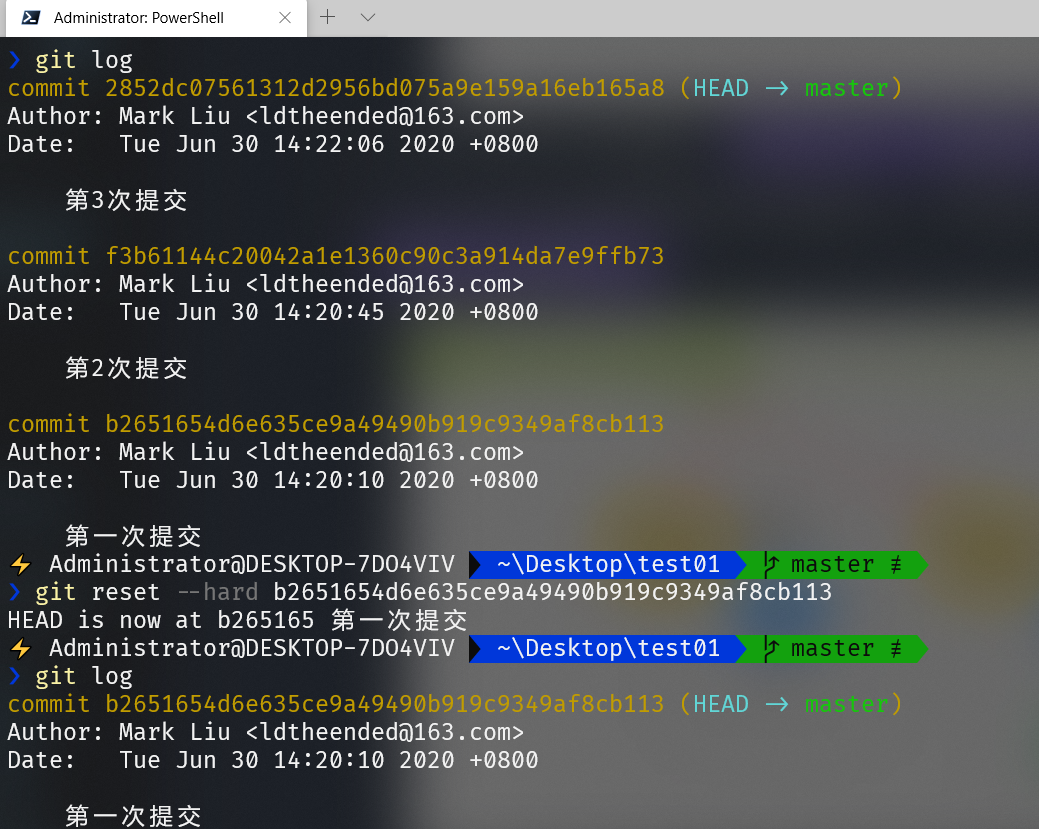 Administrator: PowerShell
❯ git log
commit 2852dc07561312d2956bd075a9e159a16eb165a8 (HEAD -> master)
Author: Mark Liu <ldtheended@163.com>
Date:   Tue Jun 30 14:22:06 2020 +0800
第3次提交
commit f3b61144c20042a1e1360c90c3a914da7e9ffb73
Author: Mark Liu <ldtheended@163.com>
Date:   Tue Jun 30 14:20:45 2020 +0800
第2次提交
commit b2651654d6e635ce9a49490b919c9349af8cb113
Author: Mark Liu <ldtheended@163.com>
Date:   Tue Jun 30 14:20:10 2020 +0800
第一次提交
⚡ Administrator@DESKTOP-7DO4VIV ~\Desktop\test01 master ≢
❯ git reset --hard b2651654d6e635ce9a49490b919c9349af8cb113
HEAD is now at b265165 第一次提交
⚡ Administrator@DESKTOP-7DO4VIV ~\Desktop\test01 master ≢
❯ git log
commit b2651654d6e635ce9a49490b919c9349af8cb113 (HEAD -> master)
Author: Mark Liu <ldtheended@163.com>
Date:   Tue Jun 30 14:20:10 2020 +0800
第一次提交